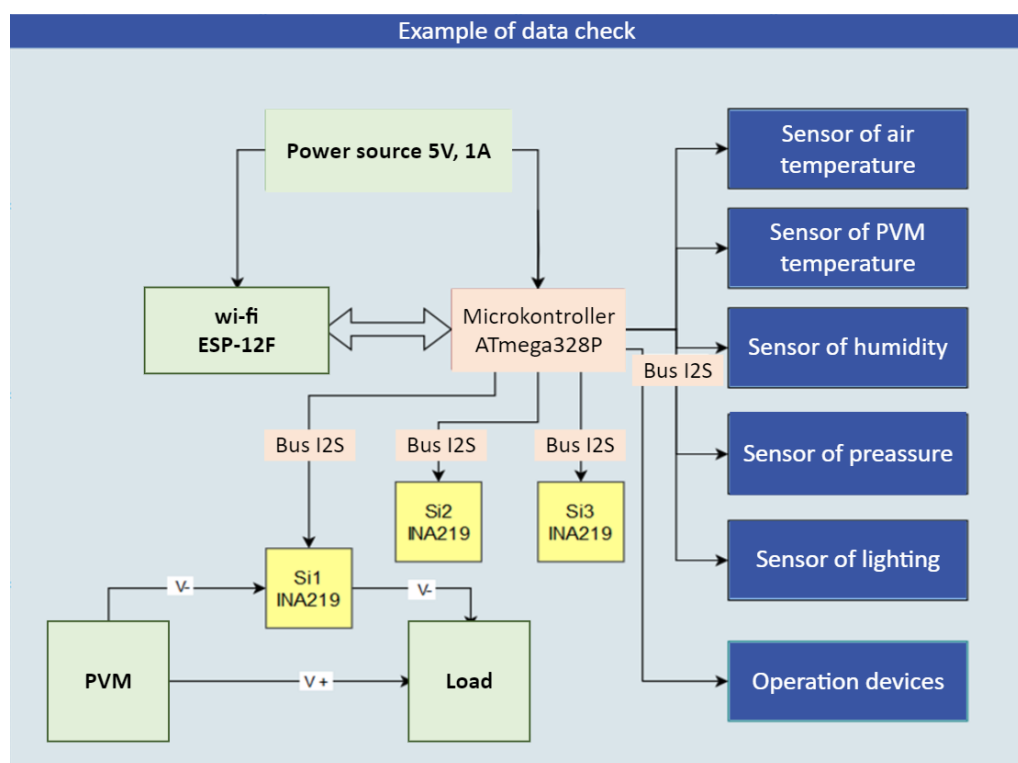 Example of data check
Power source 5V, 1A
Sensor of air
temperature
Sensor of PVM
temperature
wi-fi
ESP-12F
Microkontroller
ATmega328P
Sensor of humidity
Bus I2S
Bus I2S
Bus I2S
Bus I2S
Sensor of preassure
Si2
INA219
Si3
INA219
Sensor of lighting
Si1
INA219
V-
V-
PVM
V +
Load
Operation devices